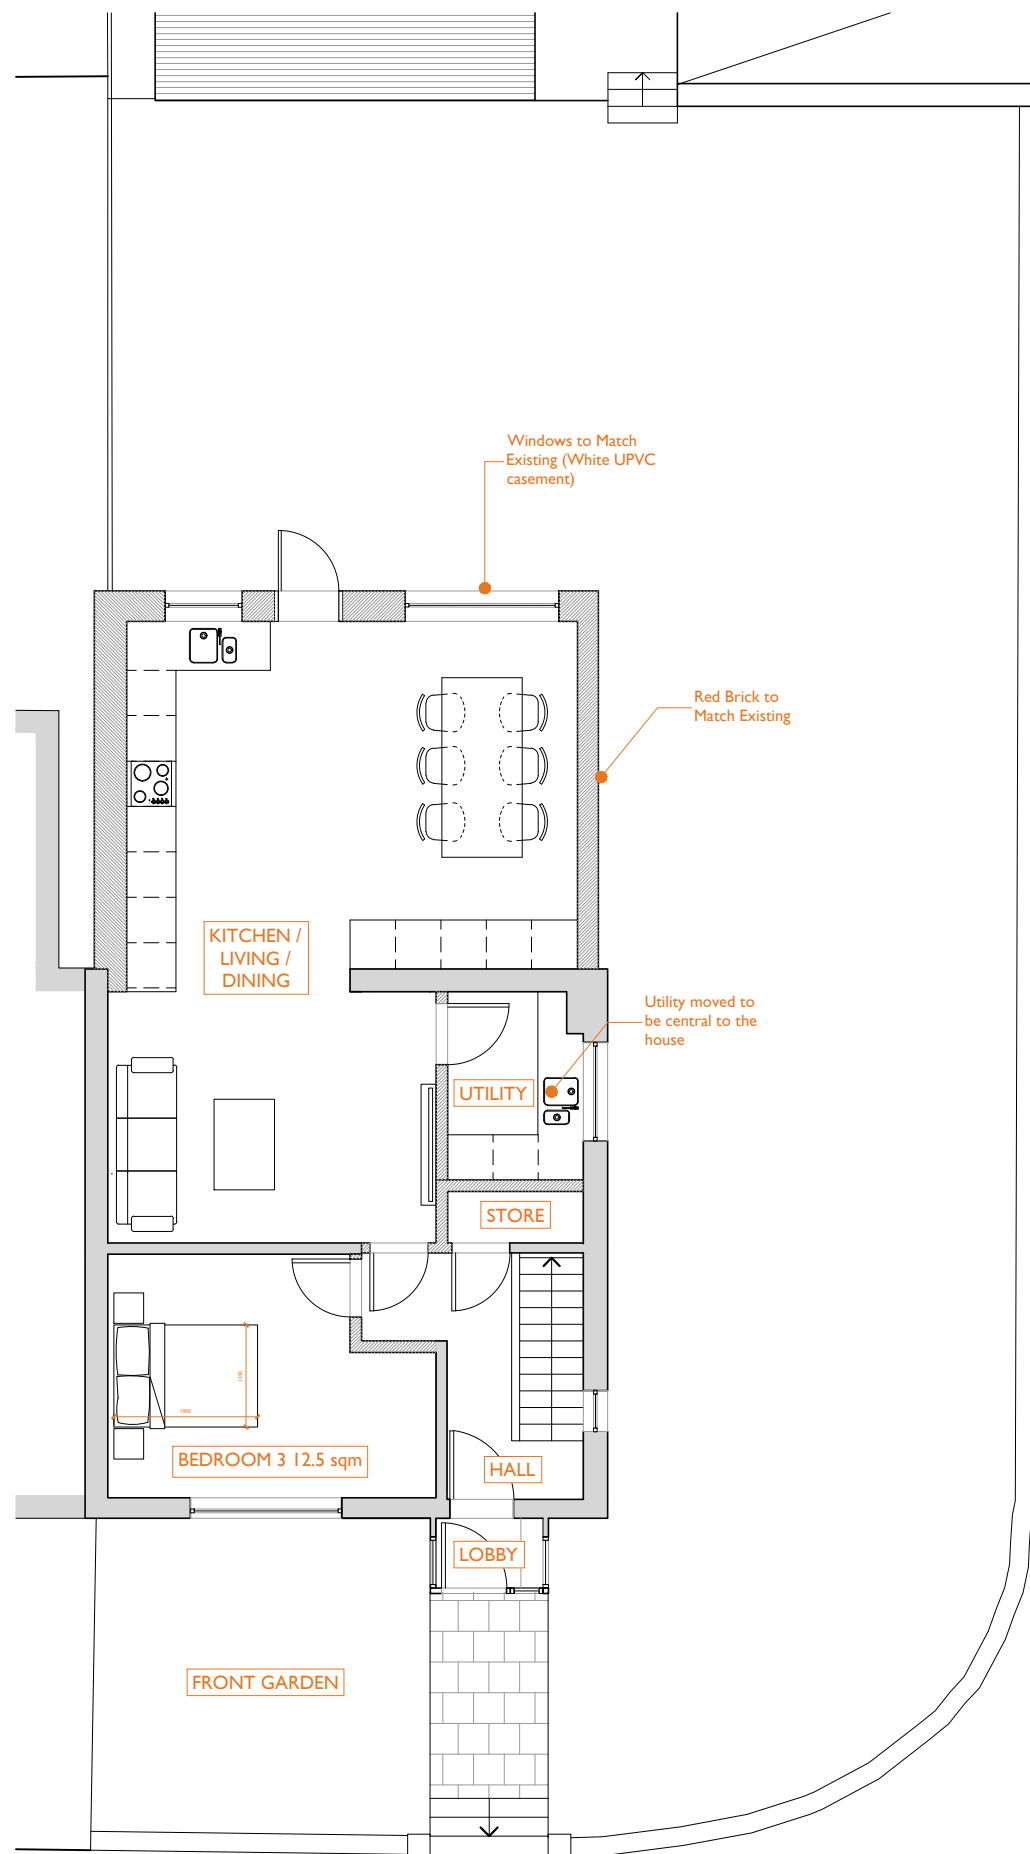 Windows to Match
Existing (White UPVC
casement)
Red Brick to
Match Existing
KITCHEN /
LIVING /
DINING
Utility moved to
be central to the
house
UTILITY
STORE
1900
BEDROOM 3 12.5 sqm
HALL
LOBBY
FRONT GARDEN